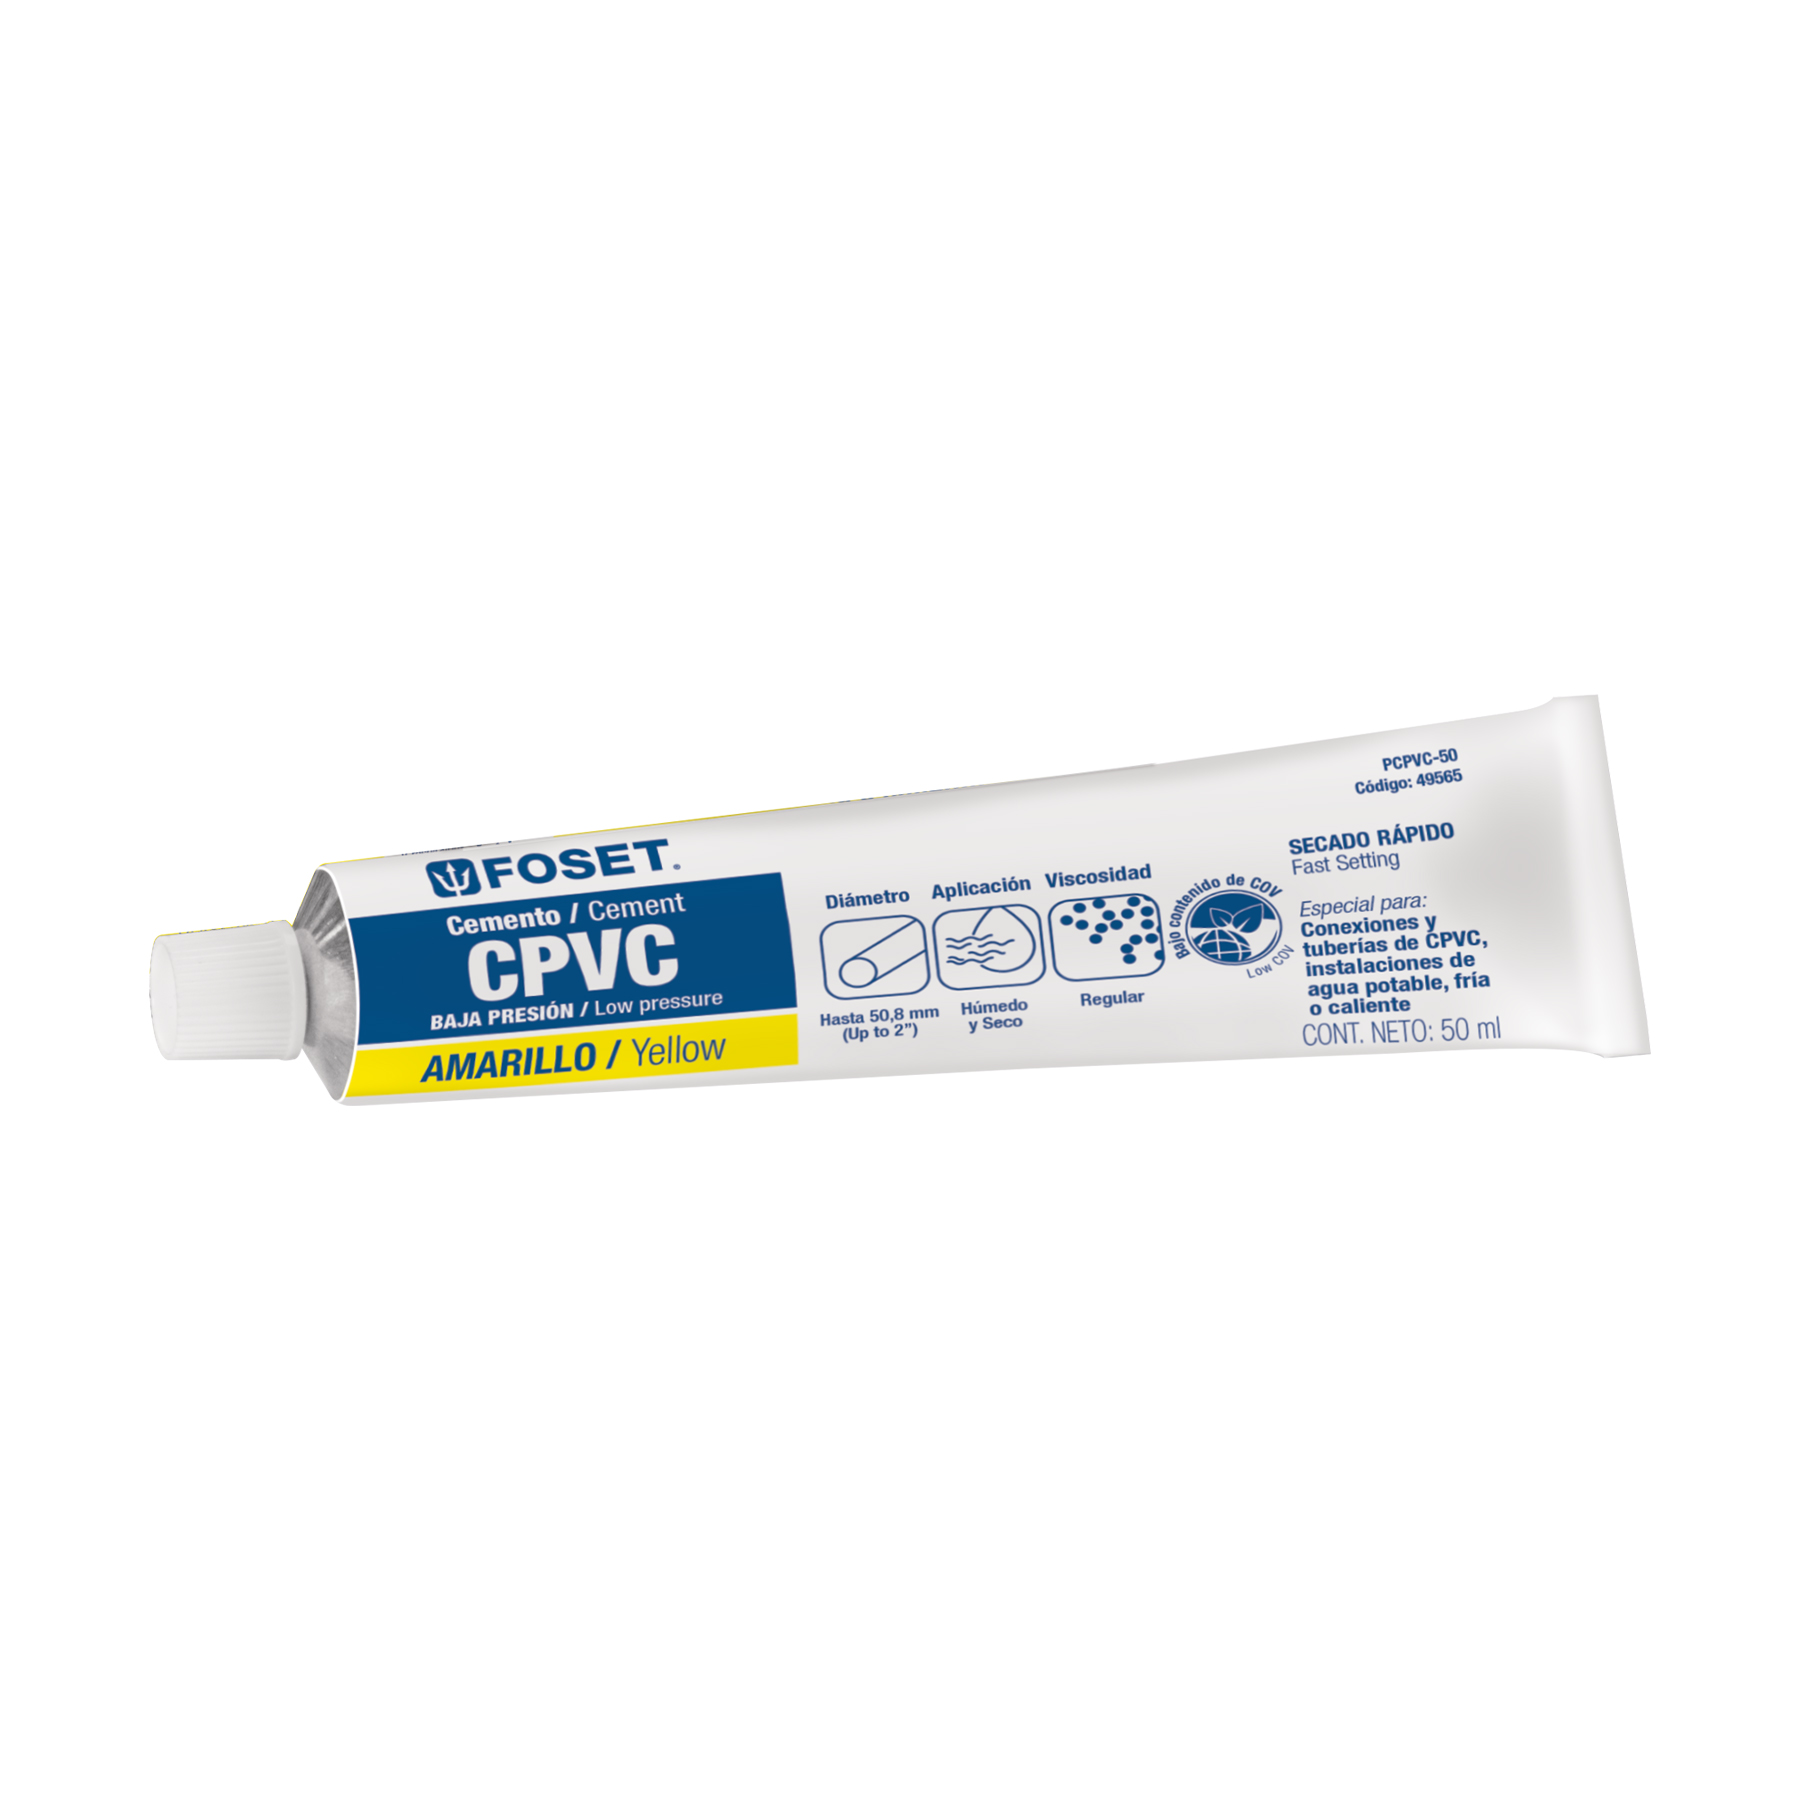 FOSET®
Cemento / Cement
CPVC
BAJA PRESIÓN / Low pressure
AMARILLO / Yellow
Diámetro
Hasta 50,8 mm
(Up to 2")
Aplicación
Húmedo
y Seco
Viscosidad
Regular
Bajo contenido de COV
Low COV
PCPVC-50
Código: 49565
SECADO RÁPIDO
Fast Setting
Especial para:
Conexiones y
tuberías de CPVC,
instalaciones de
agua potable, fría
o caliente
CONT. NETO: 50 ml